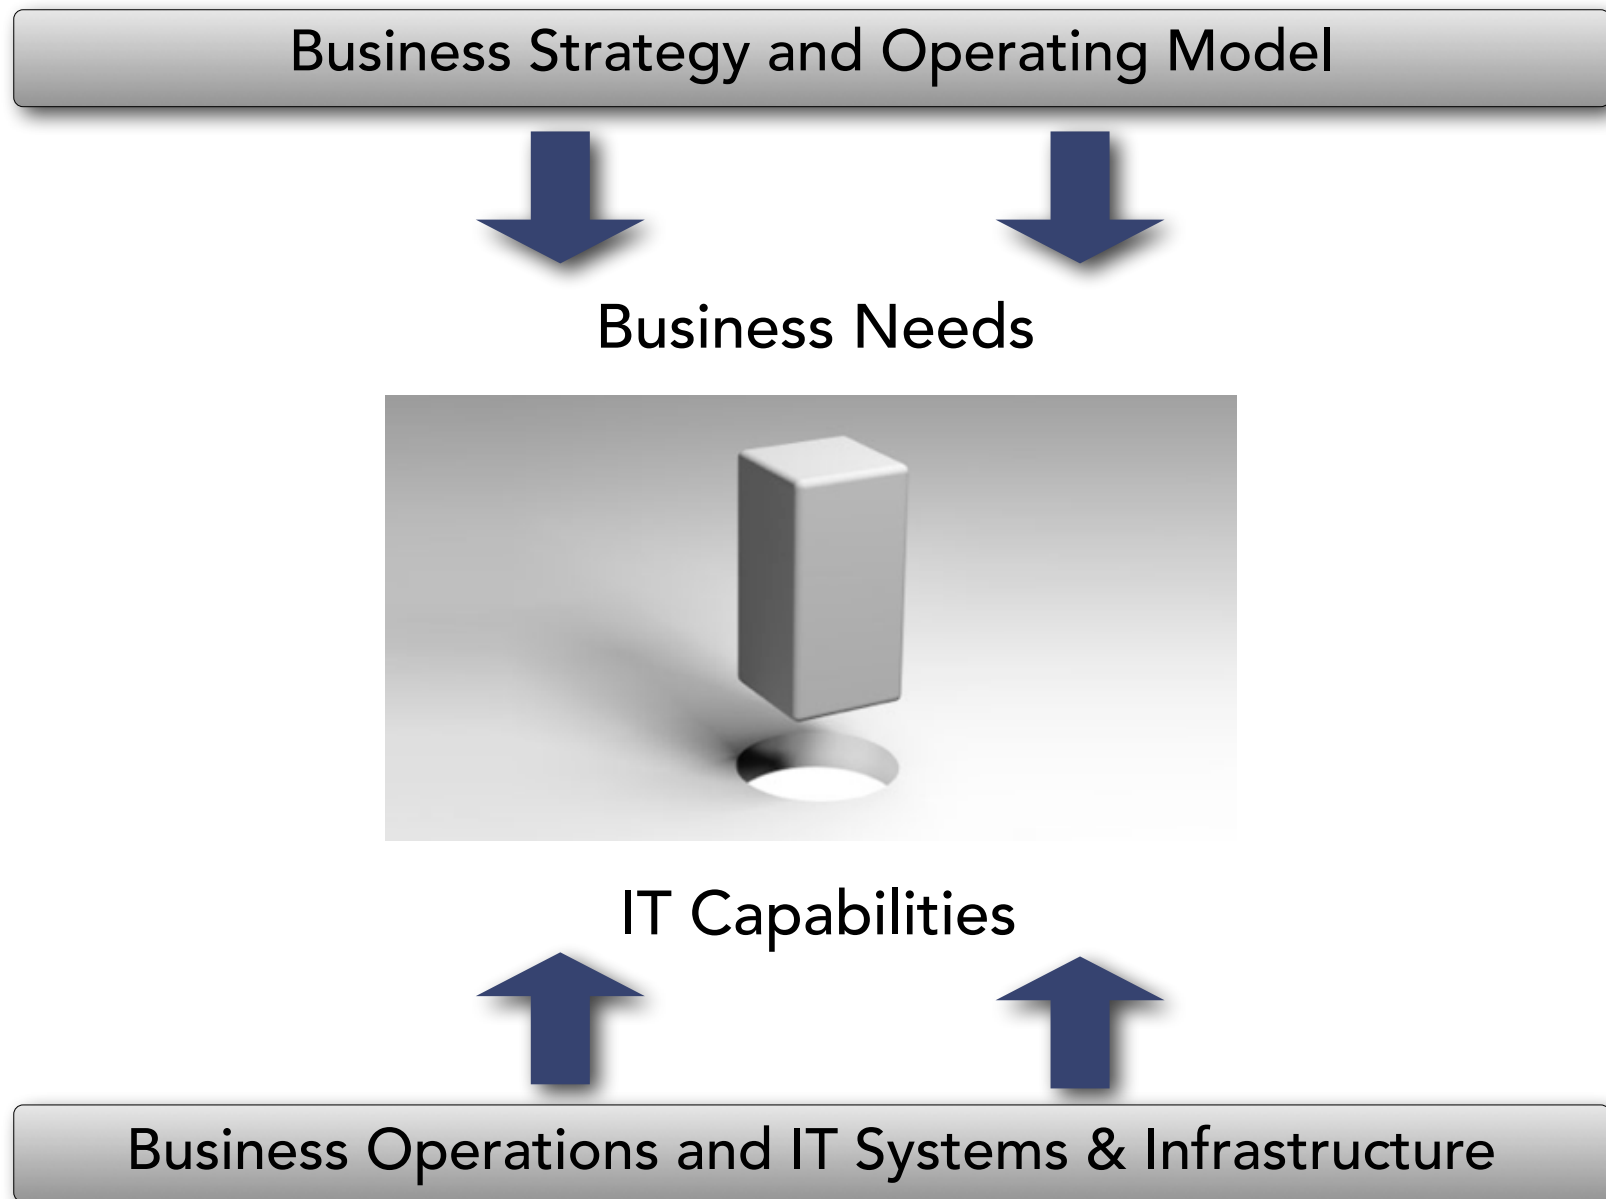 Business Strategy and Operating Model
Business Needs
IT Capabilities
Business Operations and IT Systems & Infrastructure